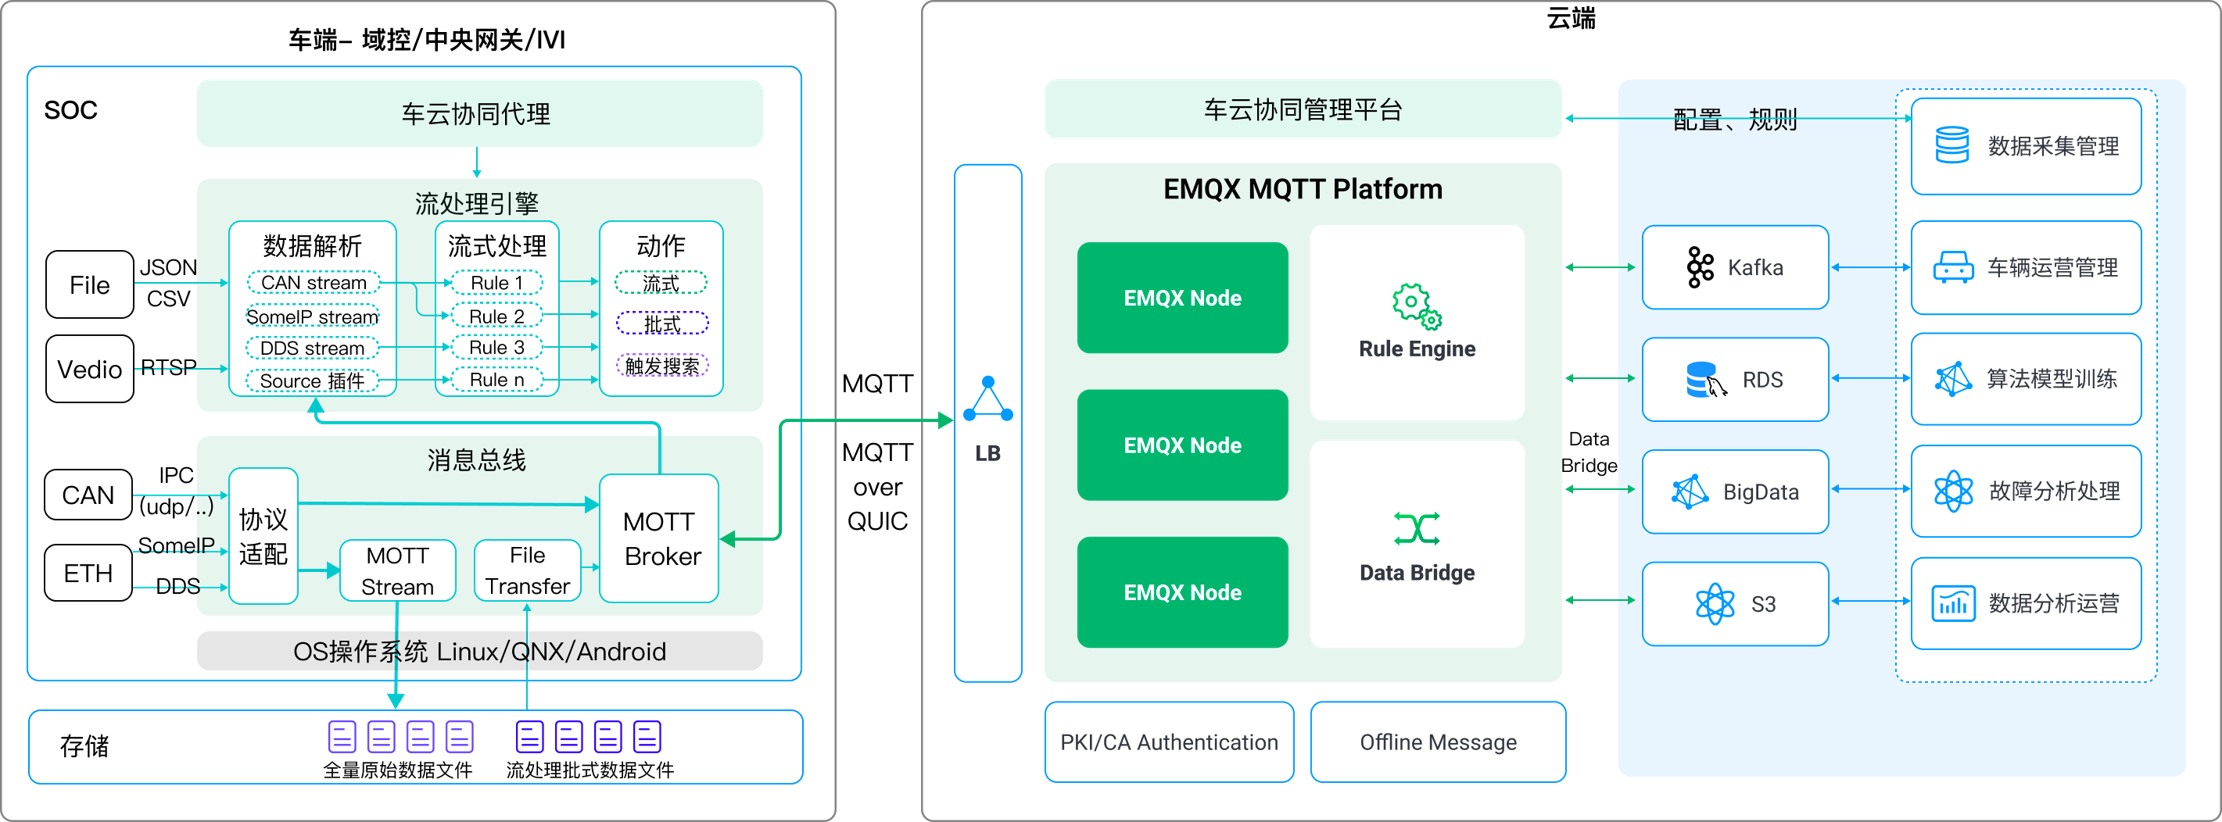 车端– 域控/中央网关/IVI
SOC
车云协同代理
流处理引擎
数据解析
CAN stream
SomeIP stream
DDS stream
Source 插件
流式处理
Rule 1
Rule 2
Rule 3
Rule n
动作
流式
批式
触发搜索
File
JSON
CSV
Vedio
RTSP
消息总线
CAN
IPC
(udp/..)
ETH
SomeIP
DDS
协议
适配
MOTT
Stream
File
Transfer
MOTT
Broker
OS操作系统 Linux/QNX/Android
存储
全量原始数据文件
流处理批式数据文件
MQTT
MQTT
over
QUIC
云端
LB
车云协同管理平台
EMQX MQTT Platform
EMQX Node
EMQX Node
EMQX Node
Rule Engine
Data Bridge
PKI/CA Authentication
Offline Message
Data
Bridge
配置、规则
Kafka
RDS
BigData
S3
数据采集管理
车辆运营管理
算法模型训练
故障分析处理
数据分析运营